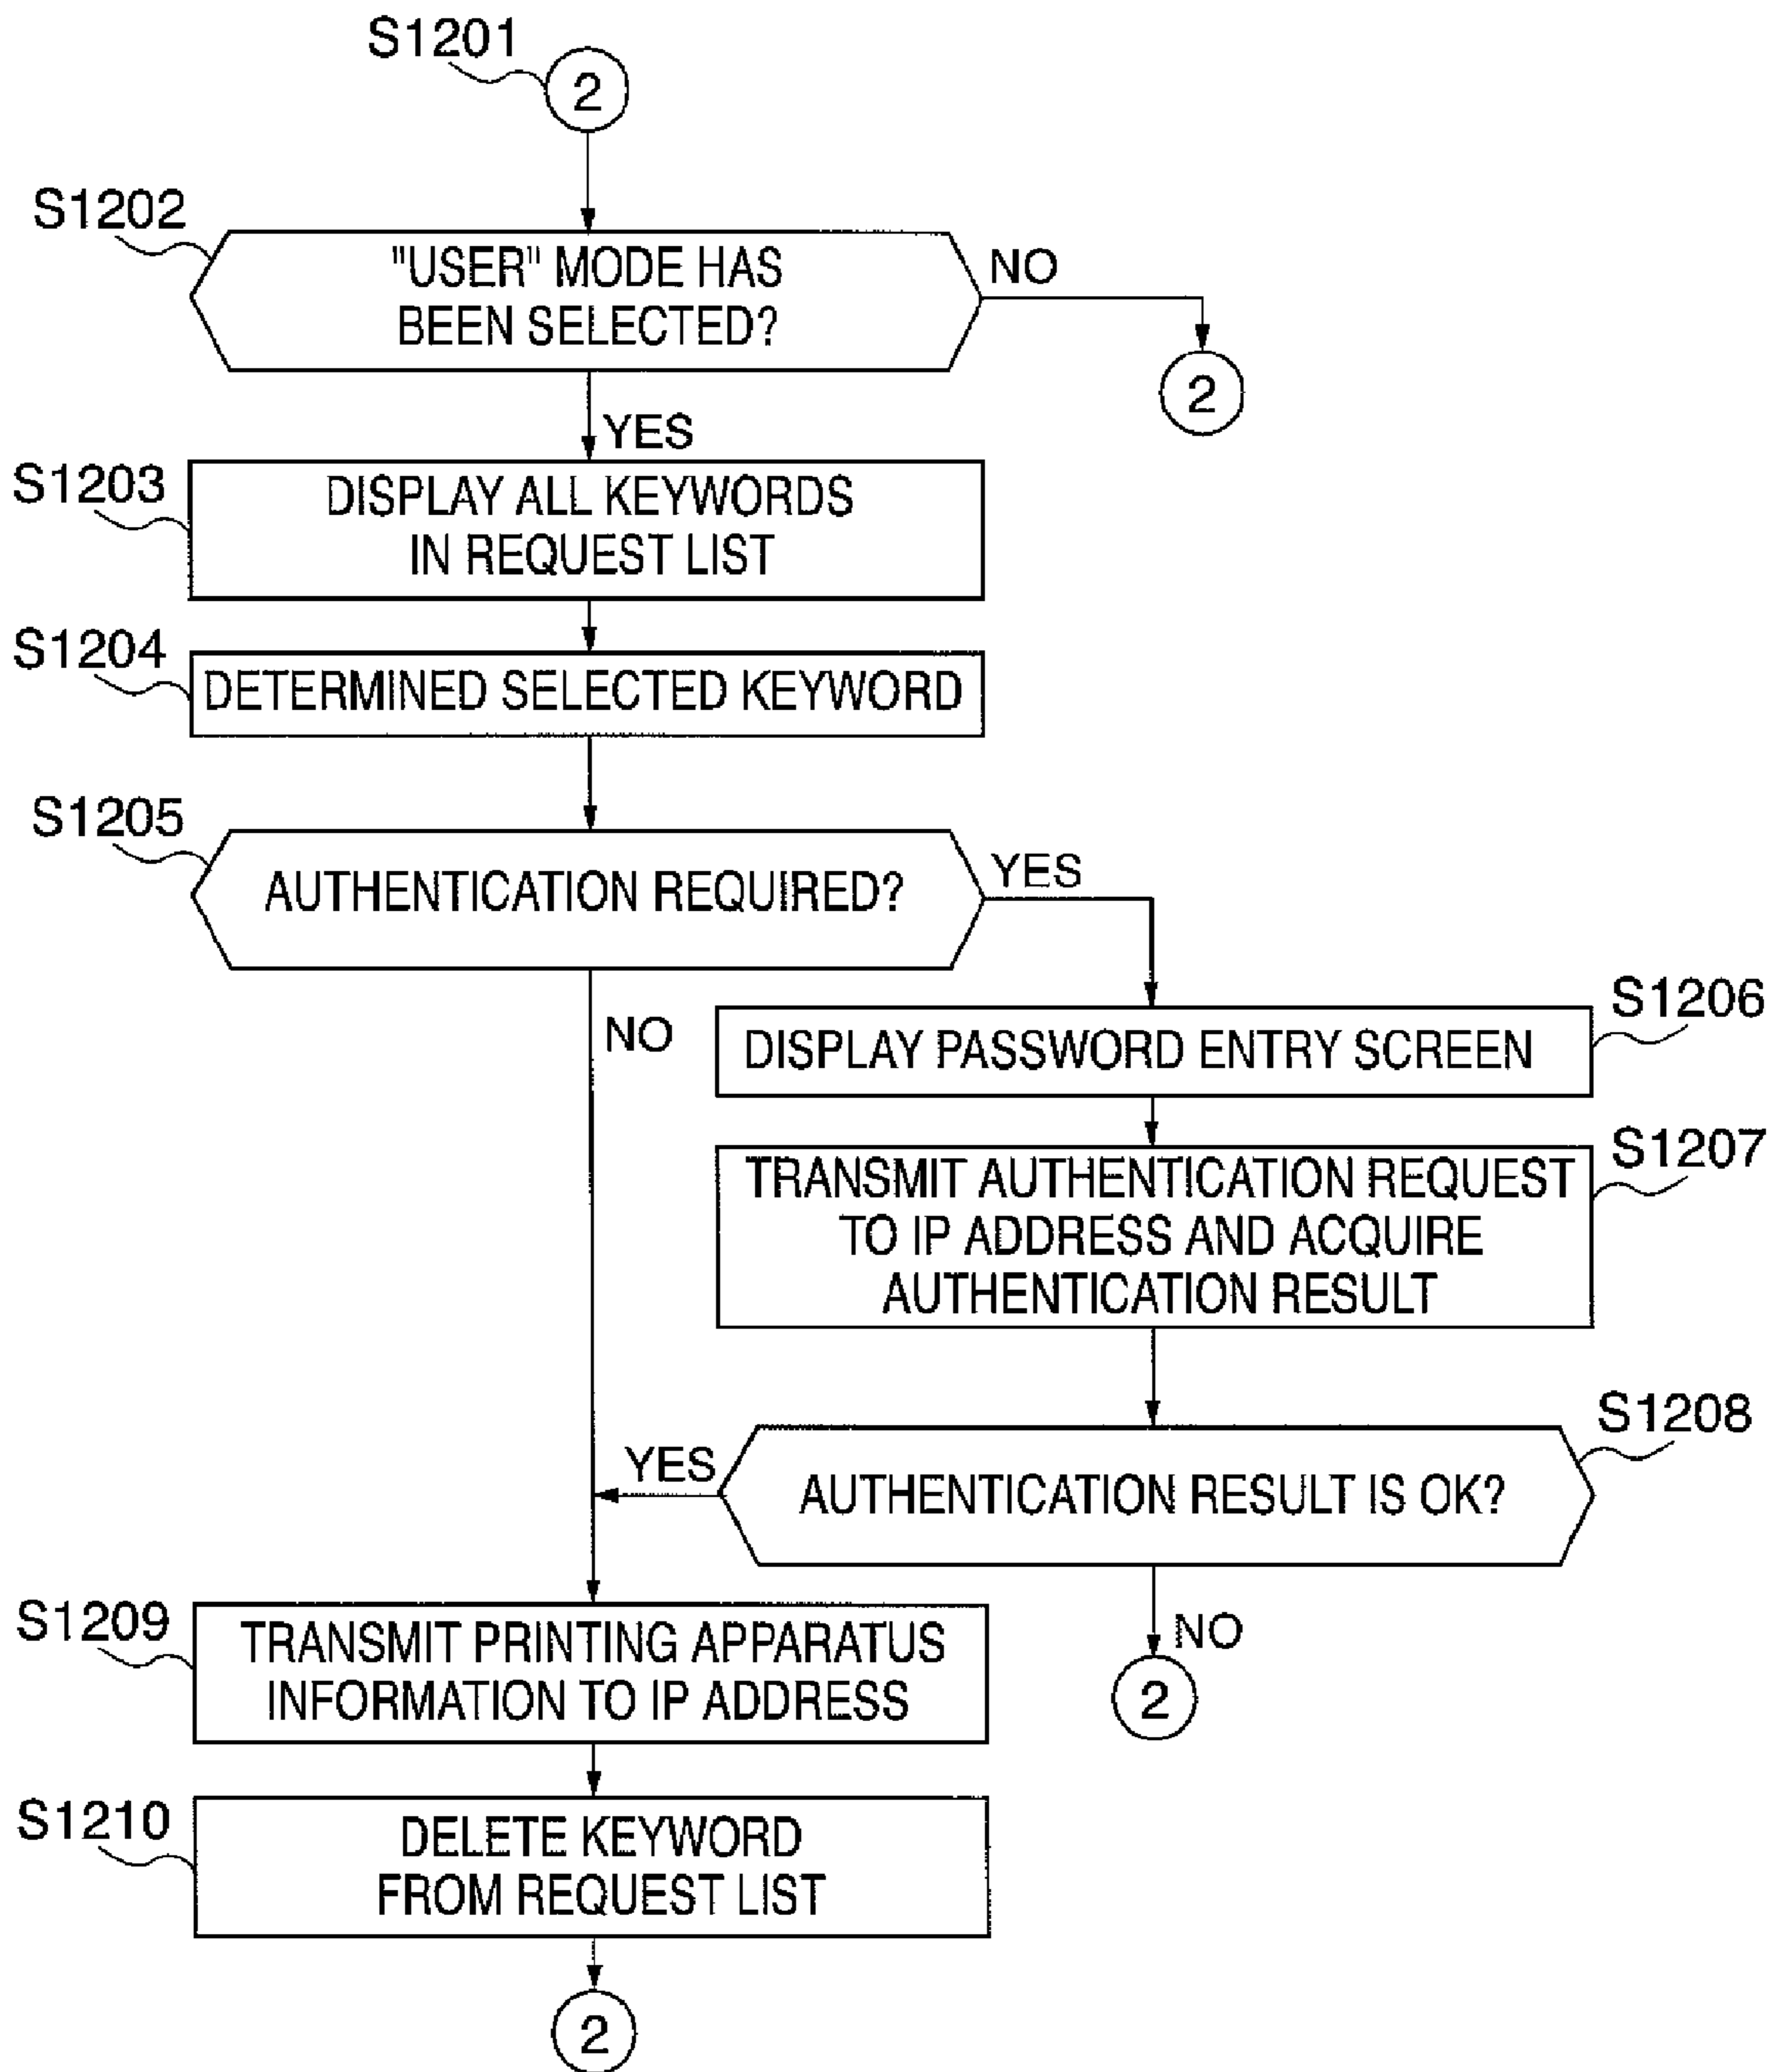 S1201
2
S1202
"USER" MODE HAS
BEEN SELECTED?
NO
2
YES
S1203
DISPLAY ALL KEYWORDS
IN REQUEST LIST
S1204
DETERMINED SELECTED KEYWORD
S1205
AUTHENTICATION REQUIRED?
YES
NO
S1206
DISPLAY PASSWORD ENTRY SCREEN
S1207
TRANSMIT AUTHENTICATION REQUEST
TO IP ADDRESS AND ACQUIRE
AUTHENTICATION RESULT
S1208
AUTHENTICATION RESULT IS OK?
YES
NO
2
S1209
TRANSMIT PRINTING APPARATUS
INFORMATION TO IP ADDRESS
S1210
DELETE KEYWORD
FROM REQUEST LIST
2